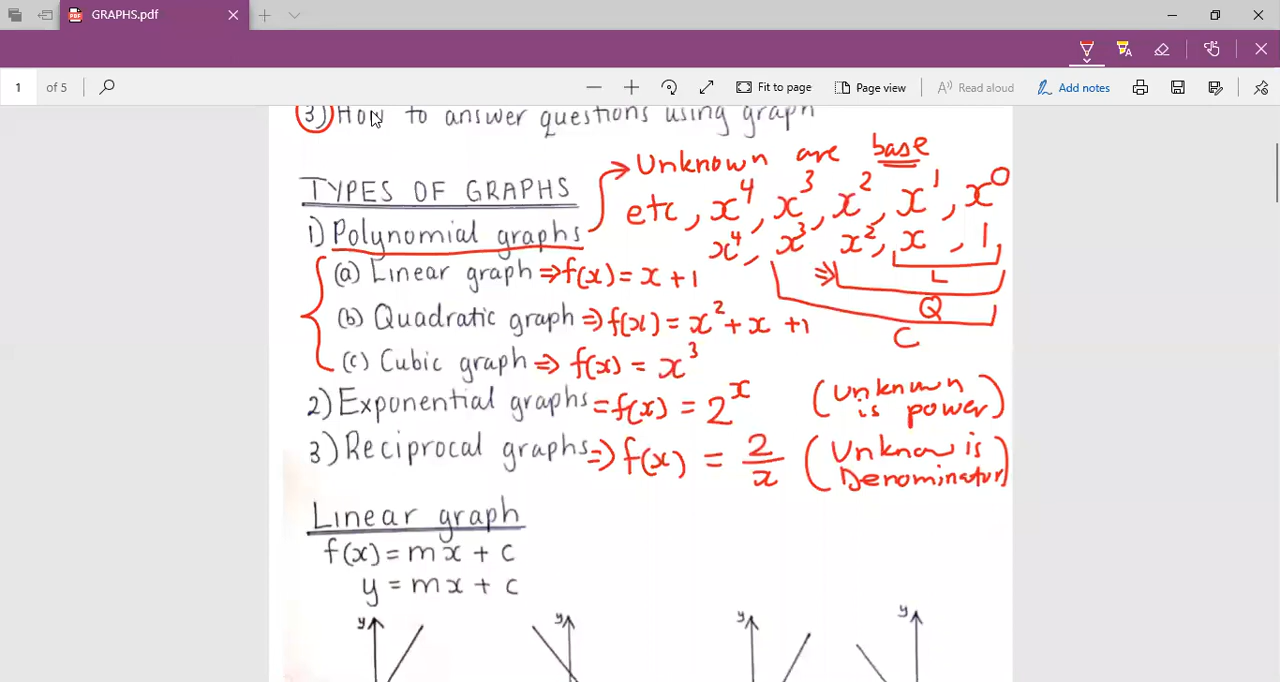 GRAPHS.pdf
1 of 5
Fit to page
Page view
Read aloud
Add notes
3) How to answer questions using graph
Unknown are base
TYPES OF GRAPHS
etc, x⁴, x³, x², x¹, x⁰
1) Polynomial graphs
x⁴, x³, x², x, 1,
(a) Linear graph ⇒ f(x) = x + 1
⇒ L
Q
(b) Quadratic graph ⇒ f(x) = x² + x + 1
C
(c) Cubic graph ⇒ f(x) = x³
2) Exponential graphs = f(x) = 2ˣ (Unknown is power)
3) Reciprocal graphs ⇒ f(x) = 2/x (Unknow is Denominator)
Linear graph
f(x) = mx + c
y = mx + c
y y y y